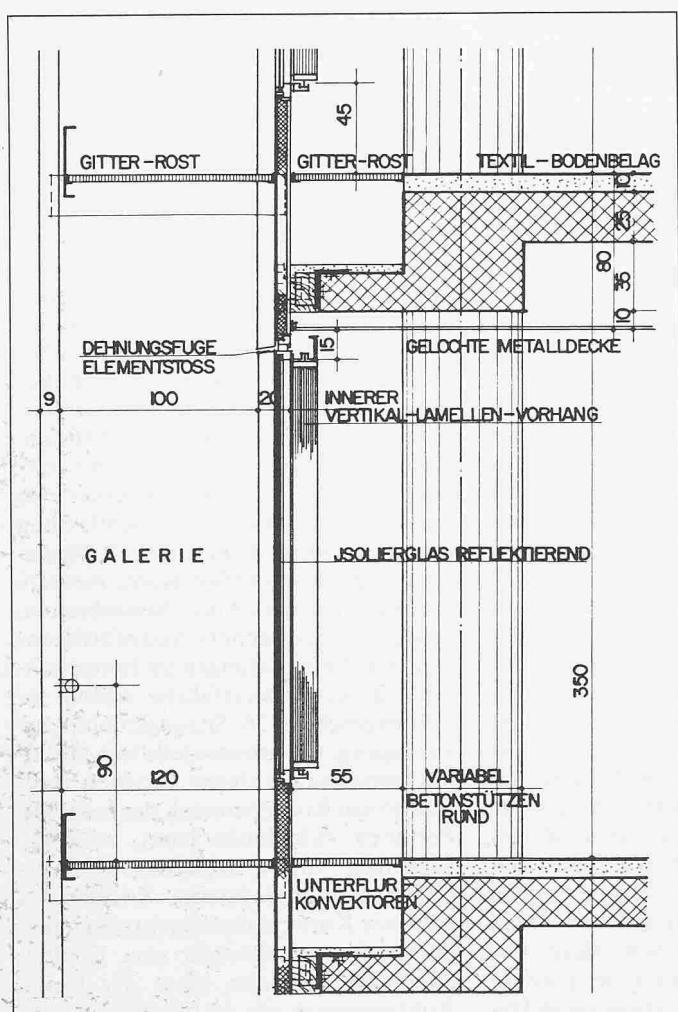 45
GITTER-ROST
GITTER-ROST
TEXTIL-BODENBELAG
10
25
80
35
10
DEHNUNGSFUGE
ELEMENTSTOSS
15
GELOCHTE METALLDECKE
9
100
20
INNERER
VERTIKAL-LAMELLEN-VORHANG
GALERIE
JSOLIERGLAS REFLEKTIEREND
350
90
120
55
VARIABEL
BETONSTÜTZEN
RUND
UNTERFLUR
KONVEKTOREN